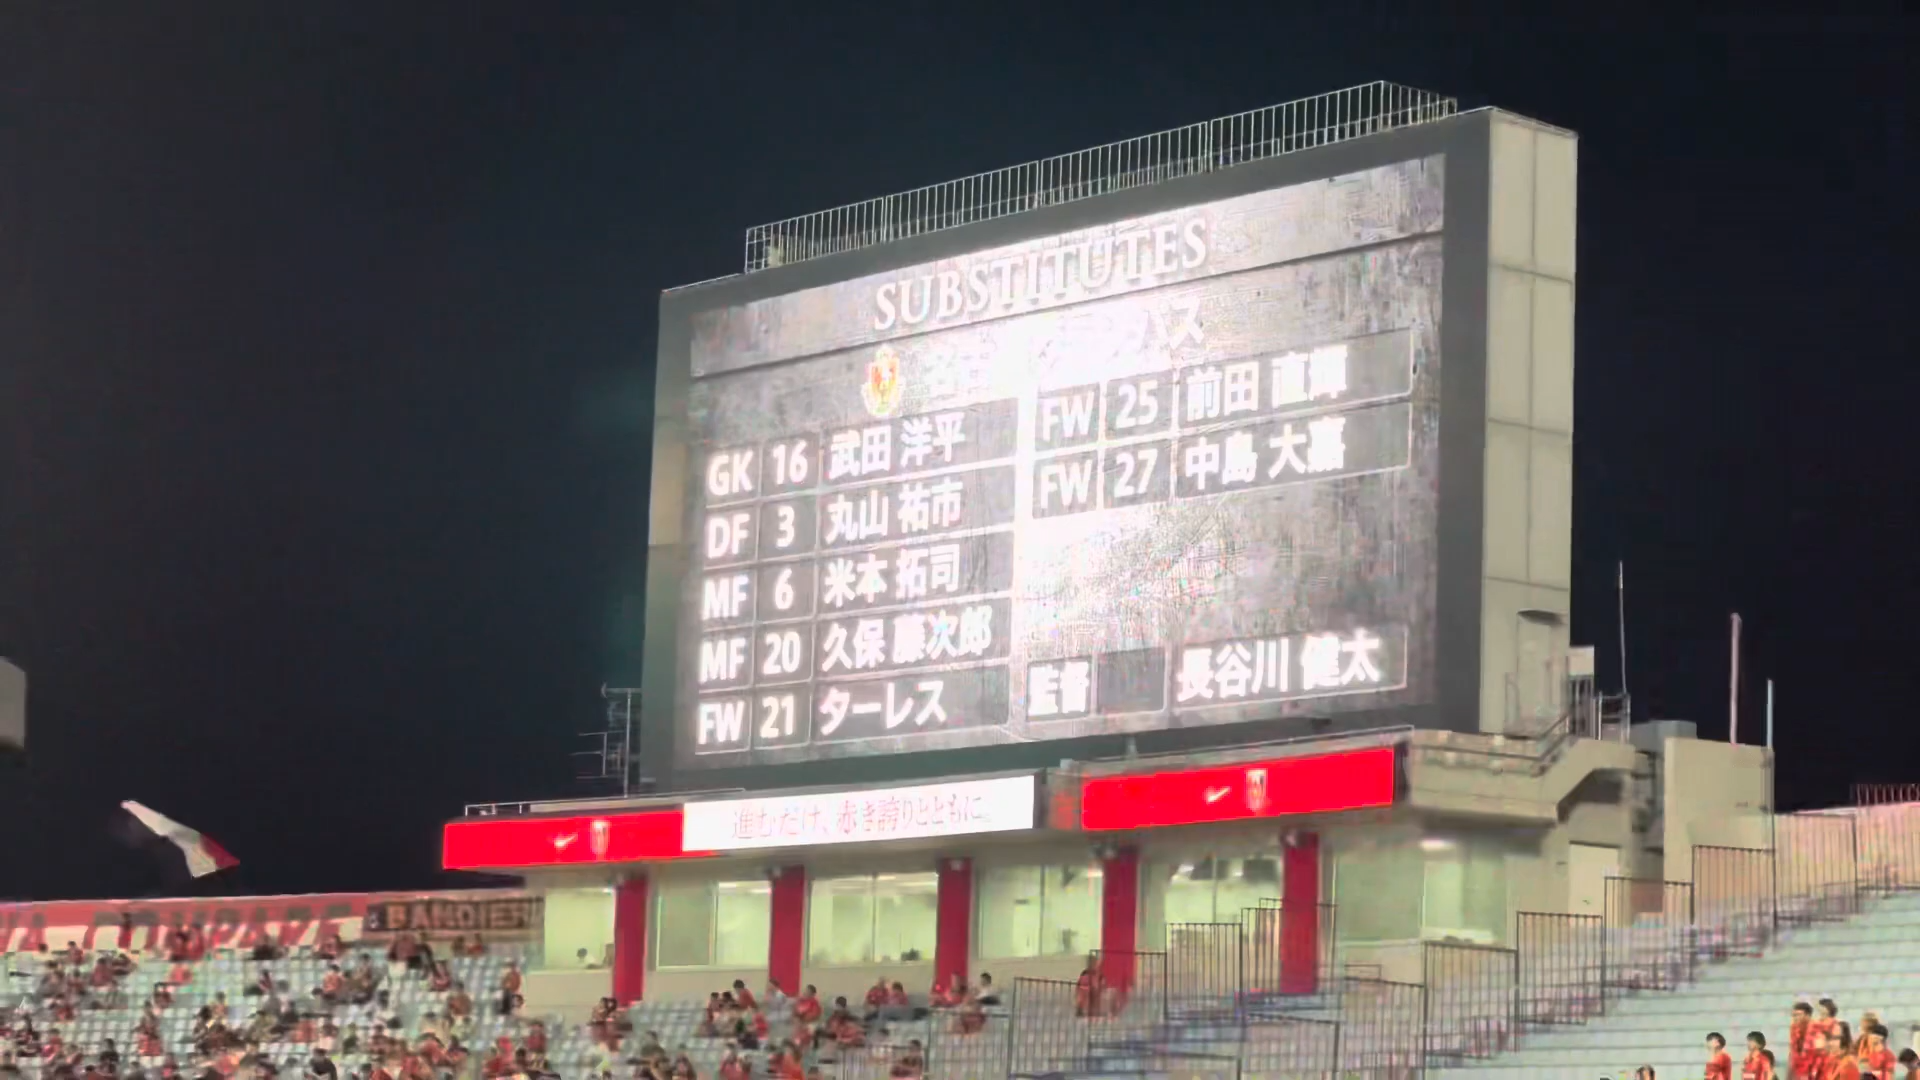 SUBSTITUTES
GK 16 武田 洋平
DF 3 丸山 祐市
MF 6 米本 拓司
MF 20 久保 藤次郎
FW 21 ターレス
FW 25 前田 直輝
FW 27 中島 大嘉
監督 長谷川 健太
進むだけ、赤き誇りとともに
BANDIER